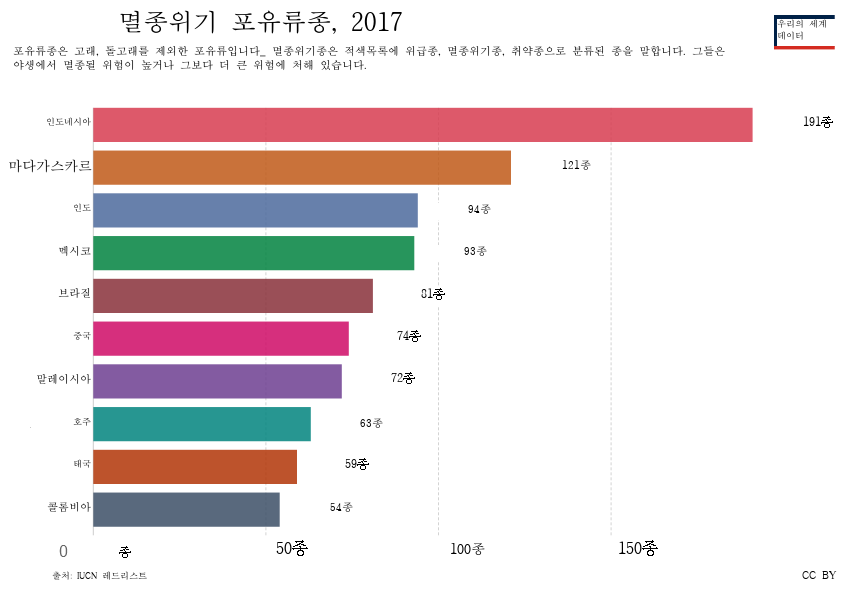 멸종위기 포유류종, 2017
우리의 세계
데이터
포유류종은 고래, 돌고래를 제외한 포유류입니다_ 멸종위기종은 적색목록에 위급종, 멸종위기종, 취약종으로 분류된 종을 말합니다. 그들은
야생에서 멸종될 위험이 높거나 그보다 더 큰 위험에 처해 있습니다.
인도네시아 191종
마다가스카르 121종
인도 94종
멕시코 93종
브라질 81종
중국 74종
말레이시아 72종
호주 63종
태국 59종
콜롬비아 54종
0 종 50종 100종 150종
출처: IUCN 레드리스트 CC BY